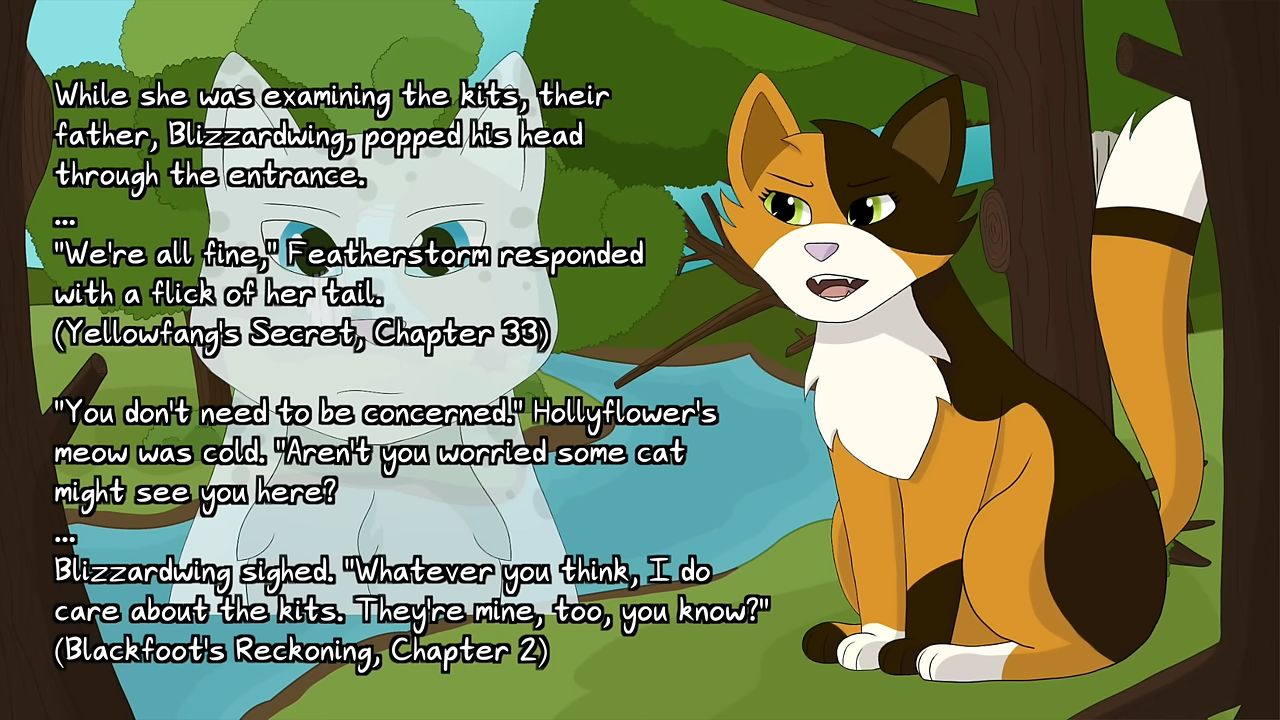 While she was examining the kits, their
father, Blizzardwing, popped his head
through the entrance.
...
"We're all fine," Featherstorm responded
with a flick of her tail.
(Yellowfang's Secret, Chapter 33)
"You don't need to be concerned." Hollyflower's
meow was cold. "Aren't you worried some cat
might see you here?
...
Blizzardwing sighed. "Whatever you think, I do
care about the kits. They're mine, too, you know?"
(Blackfoot's Reckoning, Chapter 2)